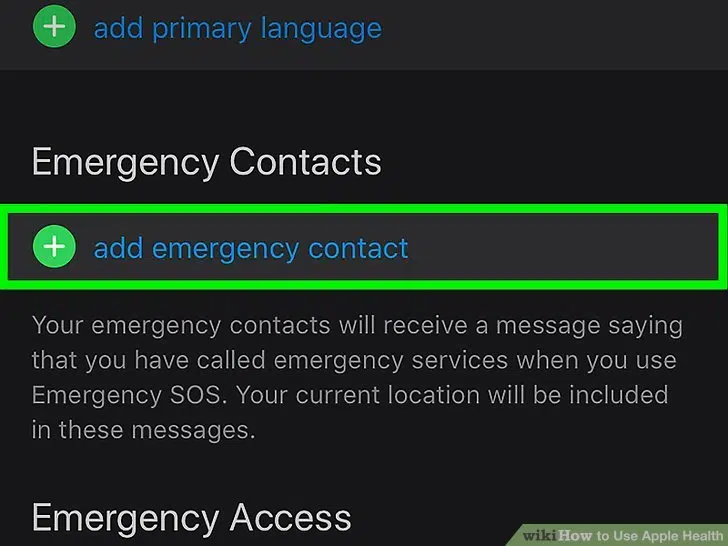 add primary language
Emergency Contacts
add emergency contact
Your emergency contacts will receive a message saying
that you have called emergency services when you use
Emergency SOS. Your current location will be included
in these messages.
Emergency Access
wikiHow to Use Apple Health